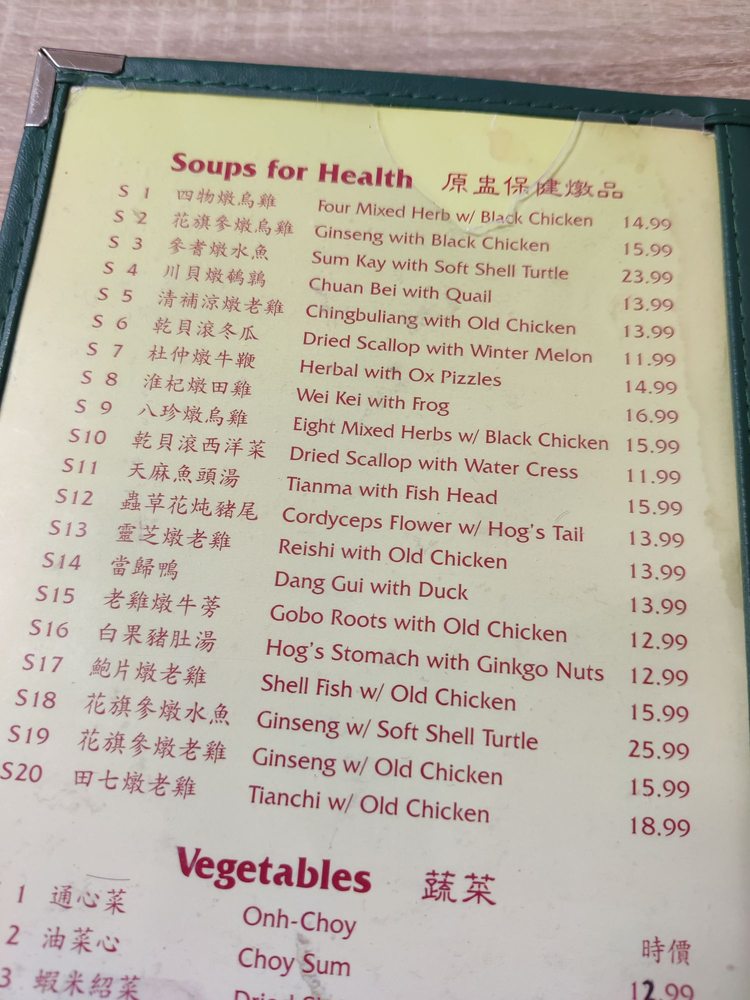 Soups for Health 原盅保健燉品
S 1 四物燉烏雞 Four Mixed Herb w/ Black Chicken 14.99
S 2 花旗參燉烏雞 Ginseng with Black Chicken 15.99
S 3 參耆燉水魚 Sum Kay with Soft Shell Turtle 23.99
S 4 川貝燉鵪鶉 Chuan Bei with Quail 13.99
S 5 清補涼燉老雞 Chingbuliang with Old Chicken 13.99
S 6 乾貝滾冬瓜 Dried Scallop with Winter Melon 11.99
S 7 杜仲燉牛鞭 Herbal with Ox Pizzles 14.99
S 8 淮杞燉田雞 Wei Kei with Frog 16.99
S 9 八珍燉烏雞 Eight Mixed Herbs w/ Black Chicken 15.99
S10 乾貝滾西洋菜 Dried Scallop with Water Cress 11.99
S11 天麻魚頭湯 Tianma with Fish Head 15.99
S12 蟲草花炖豬尾 Cordyceps Flower w/ Hog's Tail 13.99
S13 靈芝燉老雞 Reishi with Old Chicken 13.99
S14 當歸鴨 Dang Gui with Duck 13.99
S15 老雞燉牛蒡 Gobo Roots with Old Chicken 12.99
S16 白果豬肚湯 Hog's Stomach with Ginkgo Nuts 12.99
S17 鮑片燉老雞 Shell Fish w/ Old Chicken 15.99
S18 花旗參燉水魚 Ginseng w/ Soft Shell Turtle 25.99
S19 花旗參燉老雞 Ginseng w/ Old Chicken 15.99
S20 田七燉老雞 Tianchi w/ Old Chicken 18.99
Vegetables 蔬菜
1 通心菜 Onh-Choy 時價
2 油菜心 Choy Sum 12.99
3 蝦米紹菜 Dried